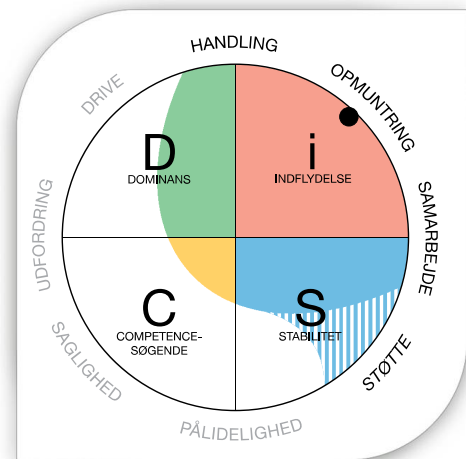 HANDLING
DRIVE
OPMUNTRING
D
DOMINANS
i
INDFLYDELSE
UDFORDRING
SAMARBEJDE
C
COMPETENCE-
SØGENDE
S
STABILITET
SAGLIGHED
STØTTE
PÅLIDELIGHED